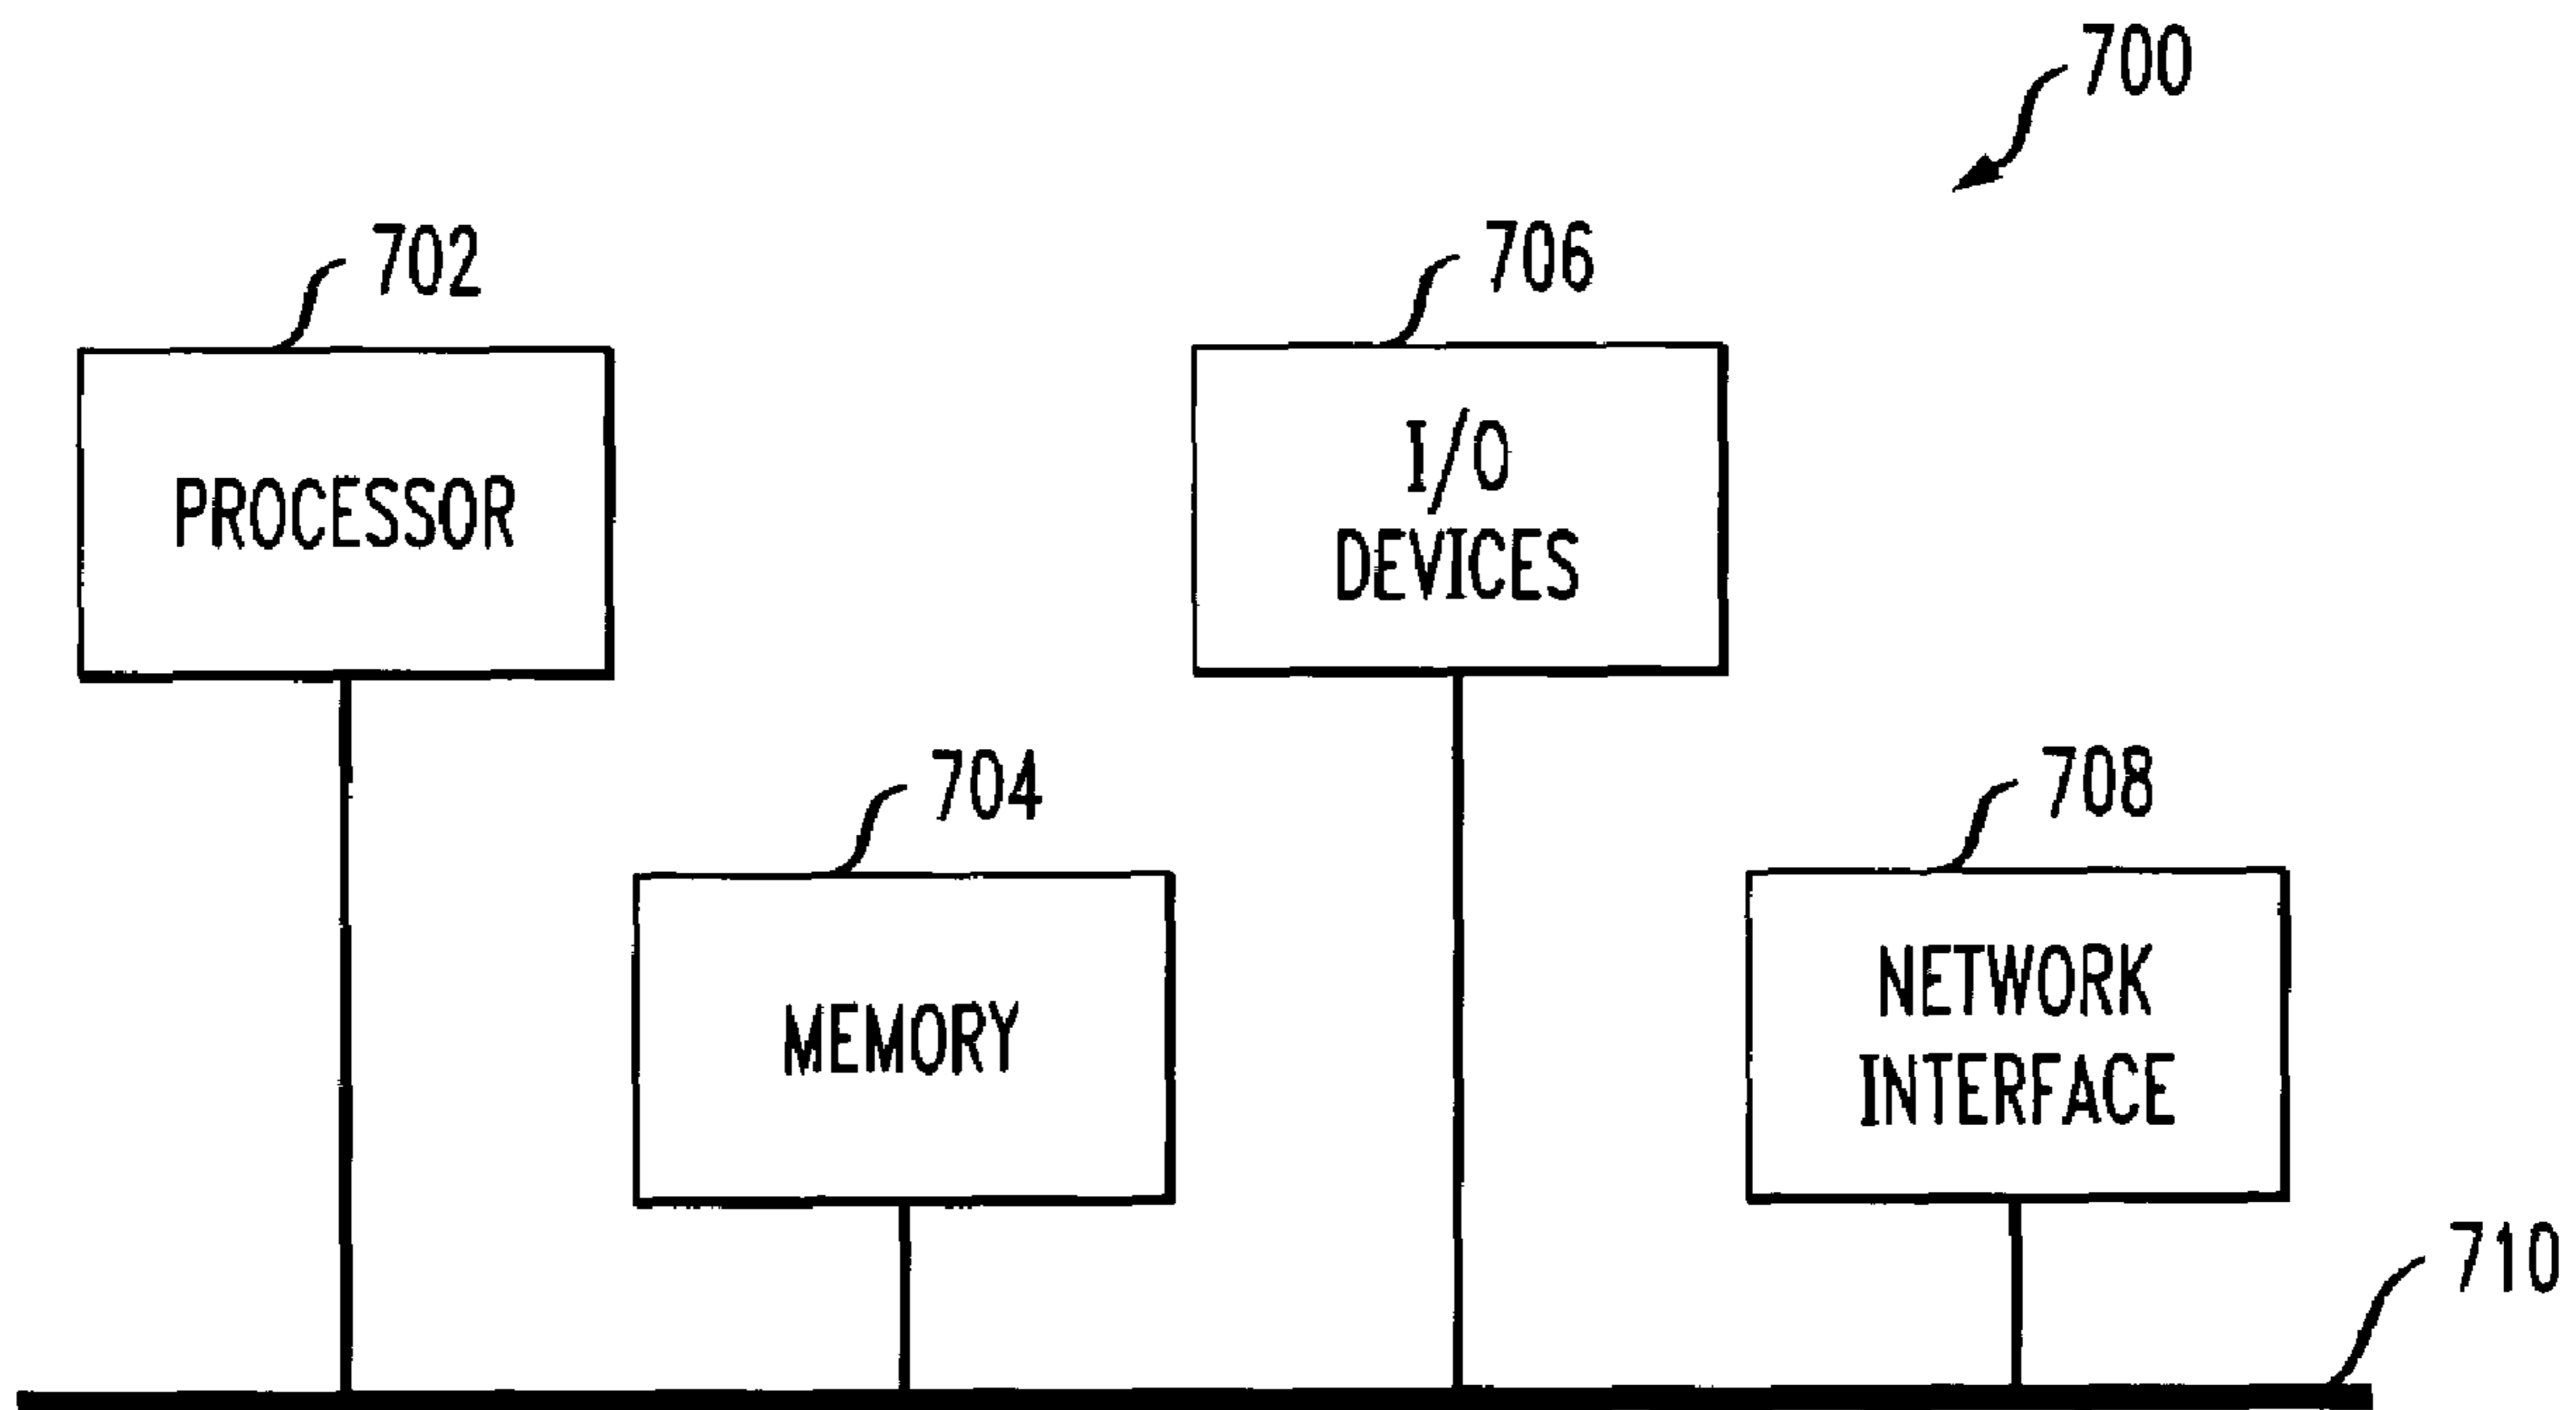 700
702
PROCESSOR
706
I/O
DEVICES
704
MEMORY
708
NETWORK
INTERFACE
710